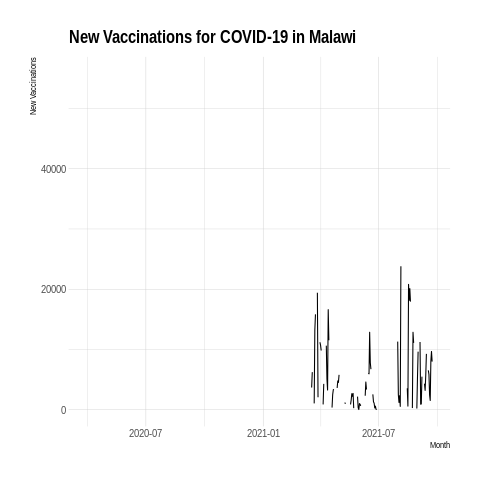 New Vaccinations for COVID-19 in Malawi
New Vaccinations
40000
20000
0
2020-07
2021-01
2021-07
Month